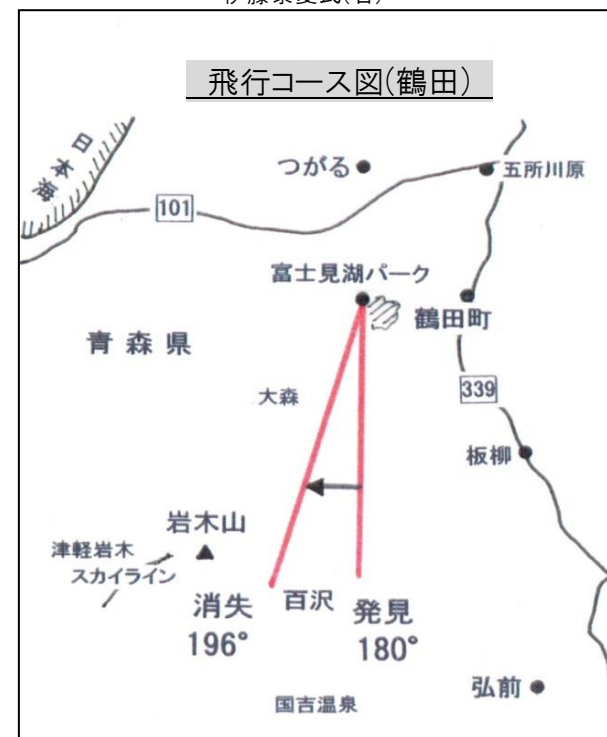 飛行コース図(鶴田)
日本海
つがる
五所川原
101
富士見湖パーク
鶴田町
青森県
大森
339
板柳
岩木山
津軽岩木
スカイライン
消失
196°
百沢
発見
180°
弘前
国吉温泉